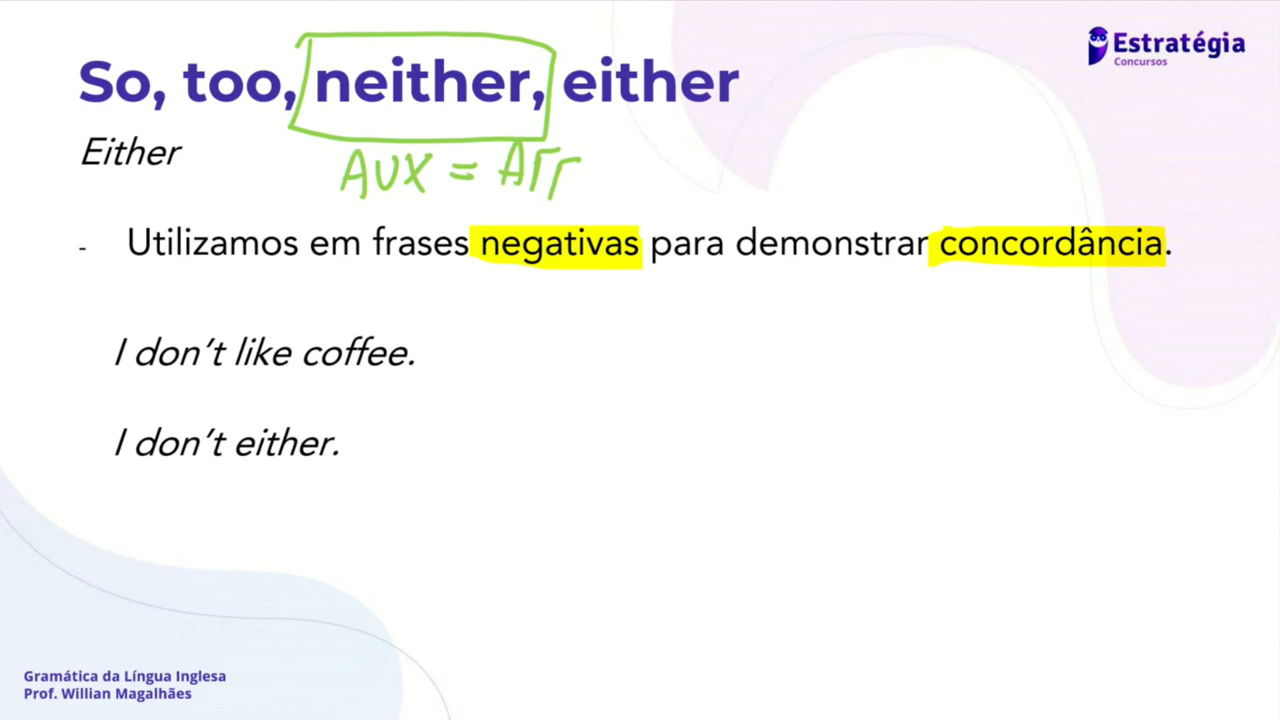 Estratégia
Concursos
So, too, neither, either
AUX = AFF
Either
- Utilizamos em frases negativas para demonstrar concordância.
I don't like coffee.
I don't either.
Gramática da Língua Inglesa
Prof. Willian Magalhães